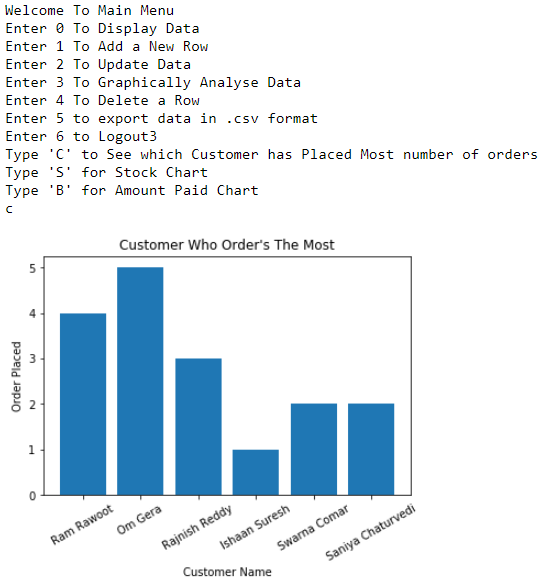 Welcome To Main Menu
Enter 0 To Display Data
Enter 1 To Add a New Row
Enter 2 To Update Data
Enter 3 To Graphically Analyse Data
Enter 4 To Delete a Row
Enter 5 to export data in .csv format
Enter 6 to Logout3
Type 'C' to See which Customer has Placed Most number of orders
Type 'S' for Stock Chart
Type 'B' for Amount Paid Chart
c
Customer Who Order's The Most
Order Placed
5
4
3
2
1
0
Ram Rawoot
Om Gera
Rajnish Reddy
Ishaan Suresh
Swarna Comar
Saniya Chaturvedi
Customer Name